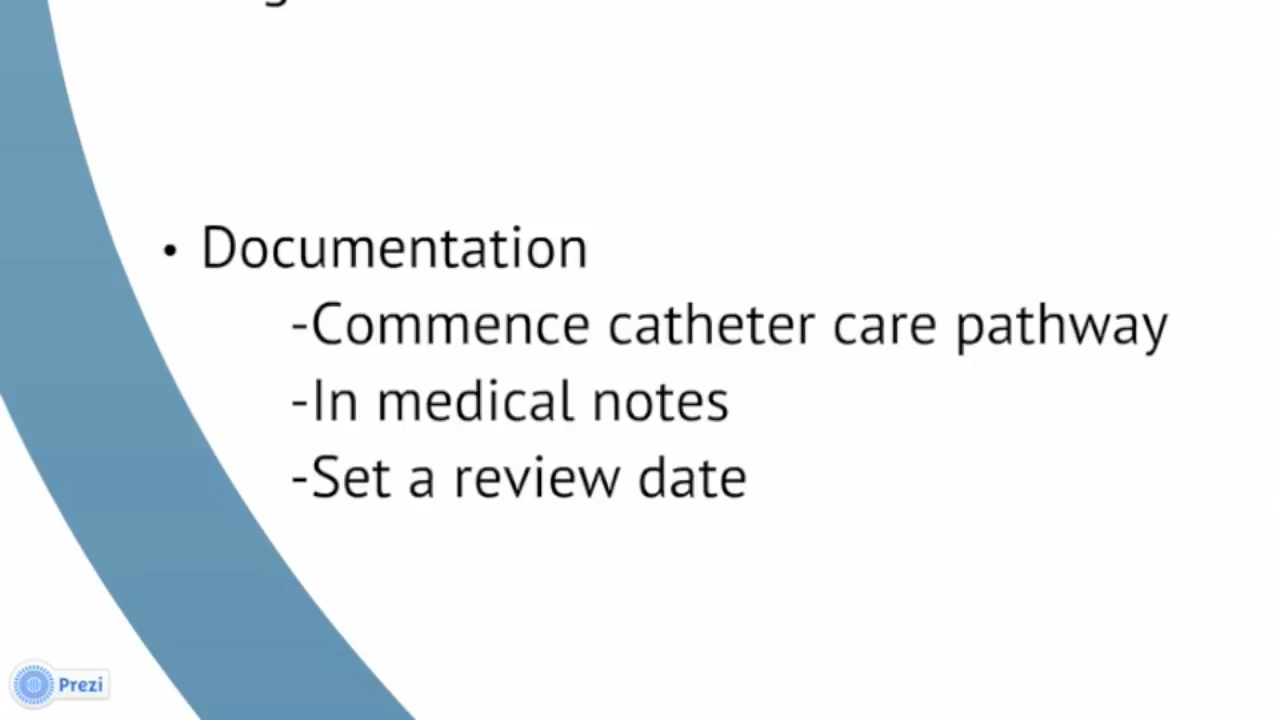 • Documentation
-Commence catheter care pathway
-In medical notes
-Set a review date
Prezi